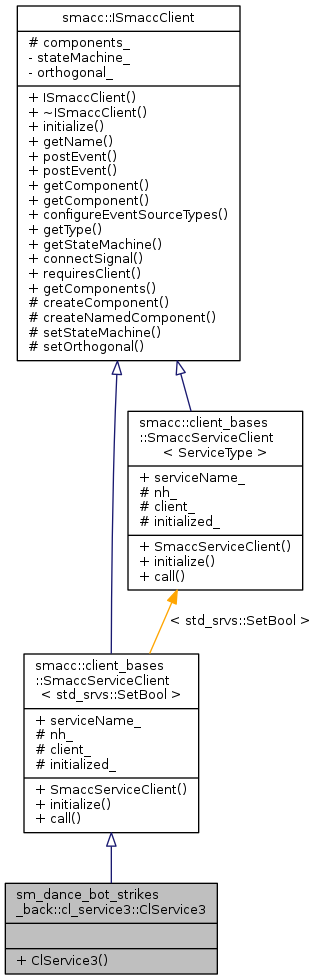 smacc::ISmaccClient
# components_
- stateMachine_
- orthogonal_
+ ISmaccClient()
+ ~ISmaccClient()
+ initialize()
+ getName()
+ postEvent()
+ postEvent()
+ getComponent()
+ getComponent()
+ configureEventSourceTypes()
+ getType()
+ getStateMachine()
+ connectSignal()
+ requiresClient()
+ getComponents()
# createComponent()
# createNamedComponent()
# setStateMachine()
# setOrthogonal()
smacc::client_bases
::SmaccServiceClient
< ServiceType >
+ serviceName_
# nh_
# client_
# initialized_
+ SmaccServiceClient()
+ initialize()
+ call()
< std_srvs::SetBool >
smacc::client_bases
::SmaccServiceClient
< std_srvs::SetBool >
+ serviceName_
# nh_
# client_
# initialized_
+ SmaccServiceClient()
+ initialize()
+ call()
sm_dance_bot_strikes
_back::cl_service3::ClService3
+ ClService3()